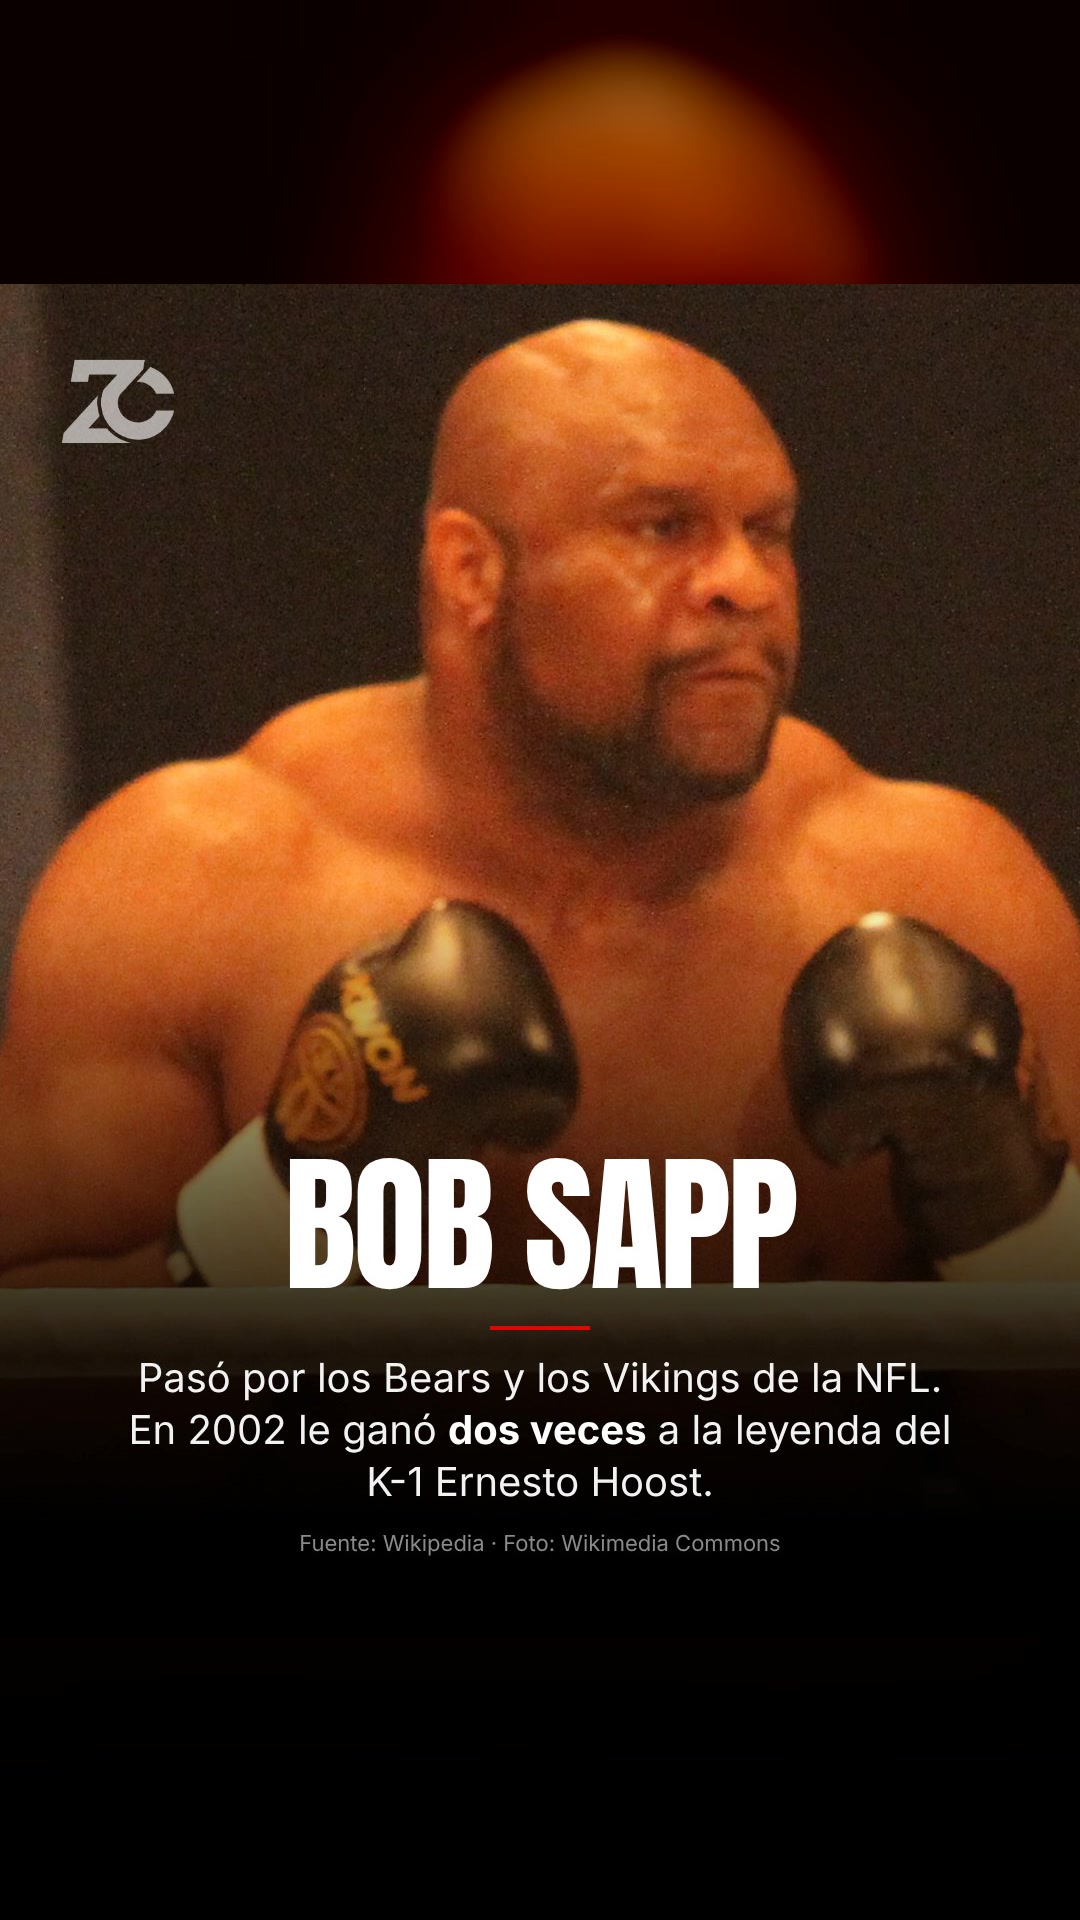 ZC
KWON
BOB SAPP
Pasó por los Bears y los Vikings de la NFL.
En 2002 le ganó dos veces a la leyenda del
K-1 Ernesto Hoost.
Fuente: Wikipedia · Foto: Wikimedia Commons